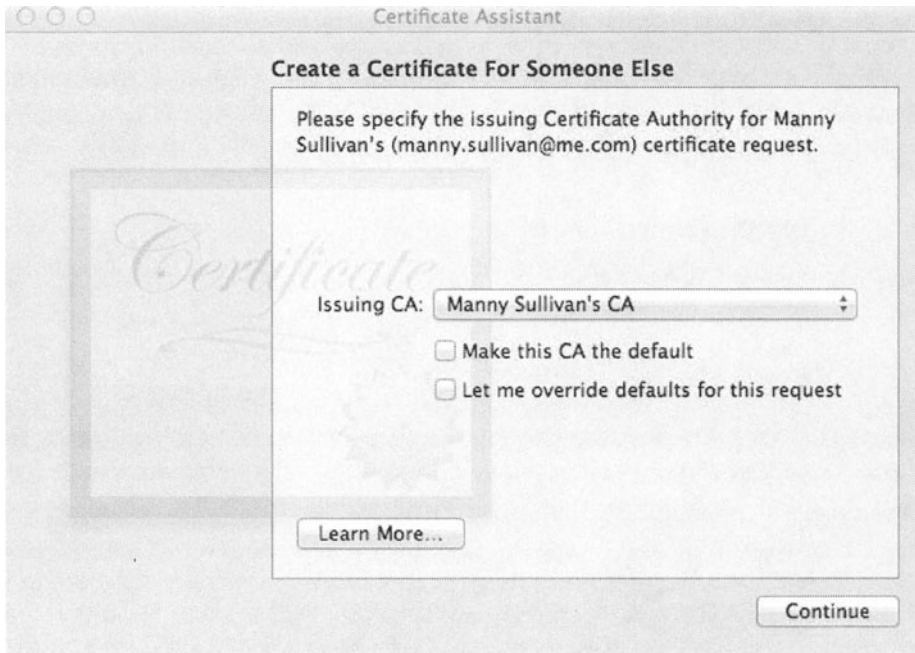 Certificate Assistant
Create a Certificate For Someone Else
Please specify the issuing Certificate Authority for Manny
Sullivan's (manny.sullivan@me.com) certificate request.
Certificate
Issuing CA: Manny Sullivan's CA
Make this CA the default
Let me override defaults for this request
Learn More...
Continue